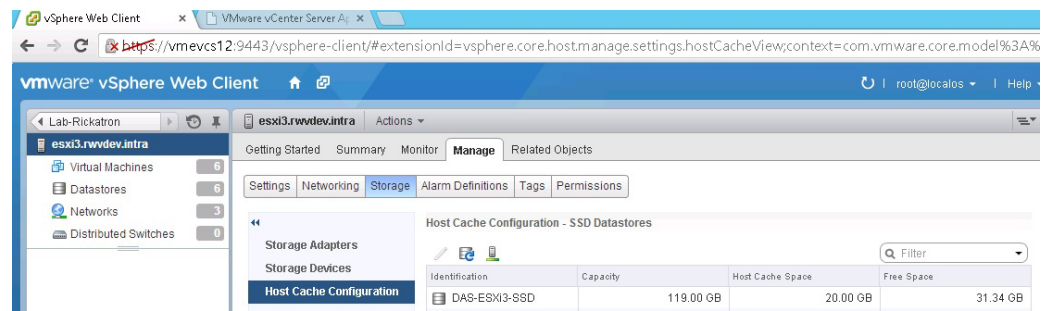 vSphere Web Client
VMware vCenter Server Ap
https://vmevcs12:9443/vsphere-client/#extensionId=vsphere.core.host.manage.settings.hostCacheView;context=com.vmware.core.model%3A%
vmware® vSphere Web Client
root@localos
Help
Lab-Rickatron
esxi3.rwvdev.intra
Actions
esxi3.rwvdev.intra
Getting Started Summary Monitor Manage Related Objects
Virtual Machines 6
Datastores 6
Networks 3
Distributed Switches 0
Settings Networking Storage Alarm Definitions Tags Permissions
Storage Adapters
Storage Devices
Host Cache Configuration
Host Cache Configuration - SSD Datastores
Filter
Identification Capacity Host Cache Space Free Space
DAS-ESXi3-SSD 119.00 GB 20.00 GB 31.34 GB